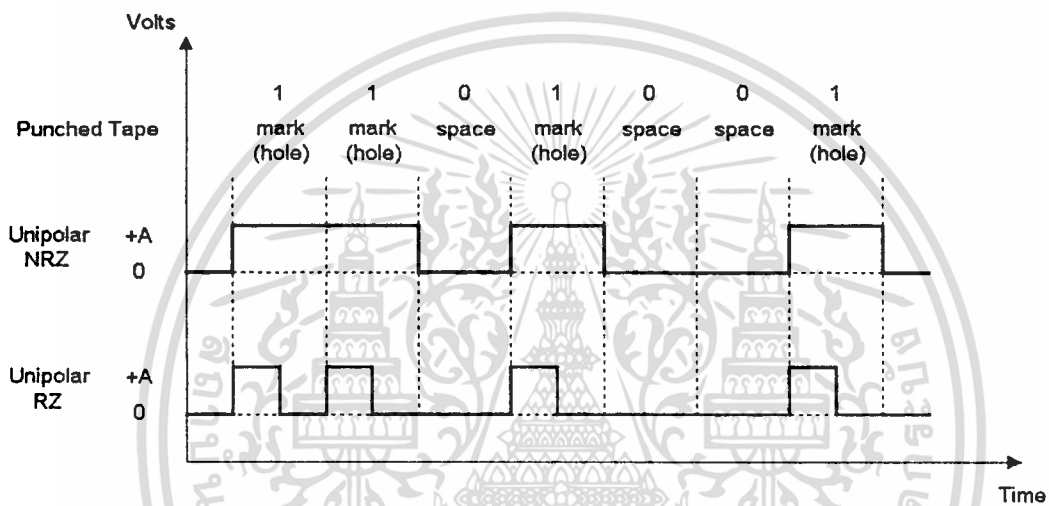 Volts
1 1 0 1 0 0 1
Punched Tape mark (hole) mark (hole) space mark (hole) space space mark (hole)
Unipolar NRZ +A
0
Unipolar RZ +A
0
Time